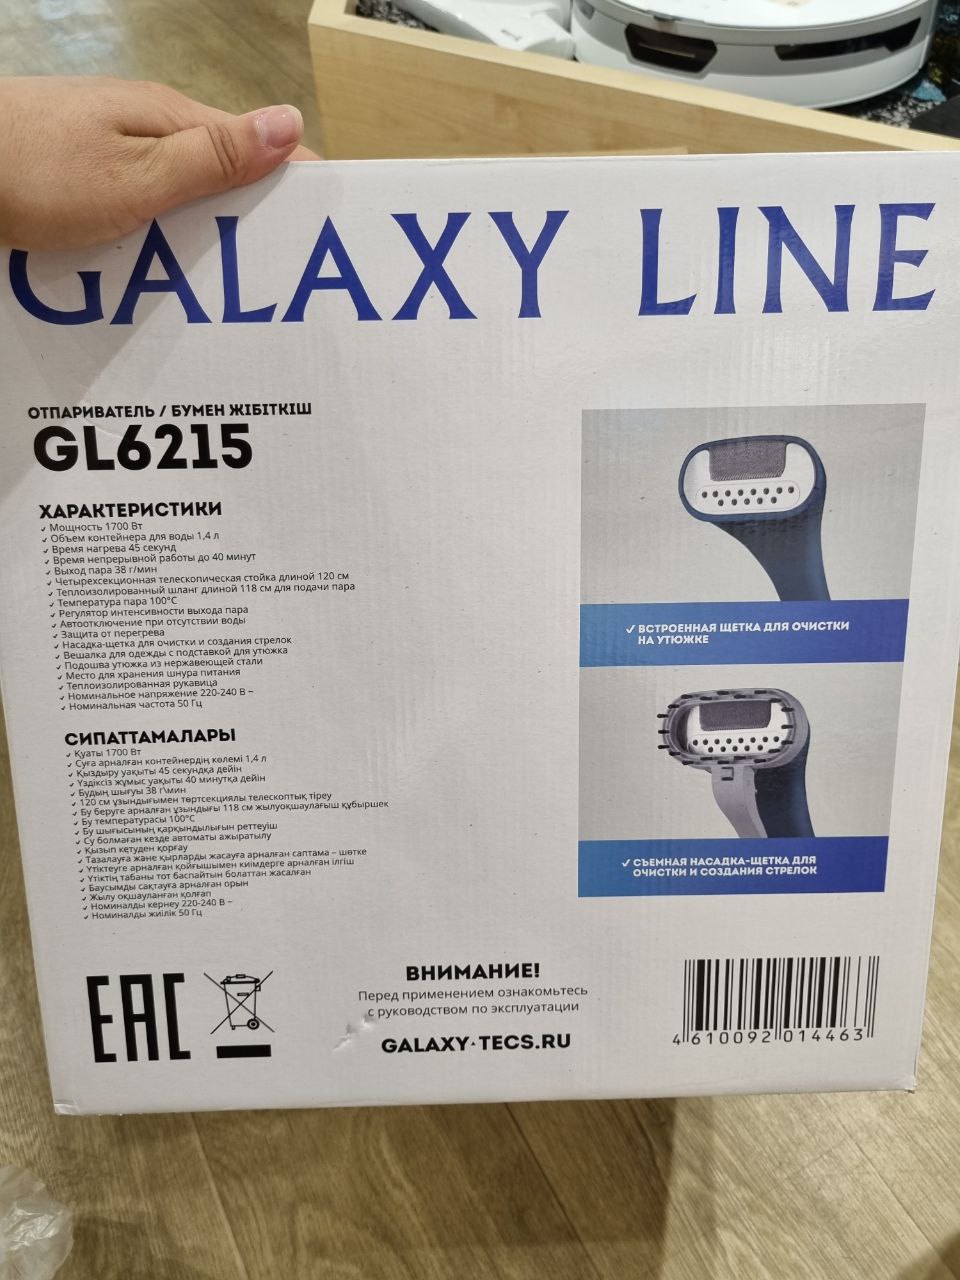 GALAXY LINE
ОТПАРИВАТЕЛЬ / БУМЕН ЖІБІТКІШ
GL6215
ХАРАКТЕРИСТИКИ
✓ Мощность 1700 Вт
✓ Объем контейнера для воды 1,4 л
✓ Время нагрева 45 секунд
✓ Время непрерывной работы до 40 минут
✓ Выход пара 38 г/мин
✓ Четырехсекционная телескопическая стойка длиной 120 см
✓ Теплоизолированный шланг длиной 118 см для подачи пара
✓ Температура пара 100°С
✓ Регулятор интенсивности выхода пара
✓ Автоотключение при отсутствии воды
✓ Защита от перегрева
✓ Насадка-щетка для очистки и создания стрелок
✓ Вешалка для одежды с подставкой для утюжка
✓ Подошва утюжка из нержавеющей стали
✓ Место для хранения шнура питания
✓ Теплоизолированная рукавица
✓ Номинальное напряжение 220-240 В ~
✓ Номинальная частота 50 Гц
СИПАТТАМАЛАРЫ
✓ Қуаты 1700 Вт
✓ Суға арналған контейнердің көлемі 1,4 л
✓ Қыздыру уақыты 45 секундқа дейін
✓ Үздіксіз жұмыс уақыты 40 минутқа дейін
✓ Будың шығуы 38 г\мин
✓ 120 см ұзындығымен төртсекциялы телескоптық тіреу
✓ Бу беруге арналған ұзындығы 118 см жылуоқшаулағыш құбыршек
✓ Бу температурасы 100°С
✓ Бу шығысының қарқындылығын реттеуіш
✓ Су болмаған кезде автоматы ажыратылу
✓ Қызып кетуден қорғау
✓ Тазалауға және қырларды жасауға арналған саптама – шөтке
✓ Үтіктеуге арналған қойғышымен киімдерге арналған ілгіш
✓ Үтіктің табаны тот баспайтын болаттан жасалған
✓ Баусымды сақтауға арналған орын
✓ Жылу оқшауланған қолғап
✓ Номиналды кернеу 220-240 В ~
✓ Номиналды жиілік 50 Гц
✓ ВСТРОЕННАЯ ЩЕТКА ДЛЯ ОЧИСТКИ
НА УТЮЖКЕ
✓ СЪЕМНАЯ НАСАДКА-ЩЕТКА ДЛЯ
ОЧИСТКИ И СОЗДАНИЯ СТРЕЛОК
EAC
ВНИМАНИЕ!
Перед применением ознакомьтесь
с руководством по эксплуатации
GALAXY-TECS.RU
4 610092 014463